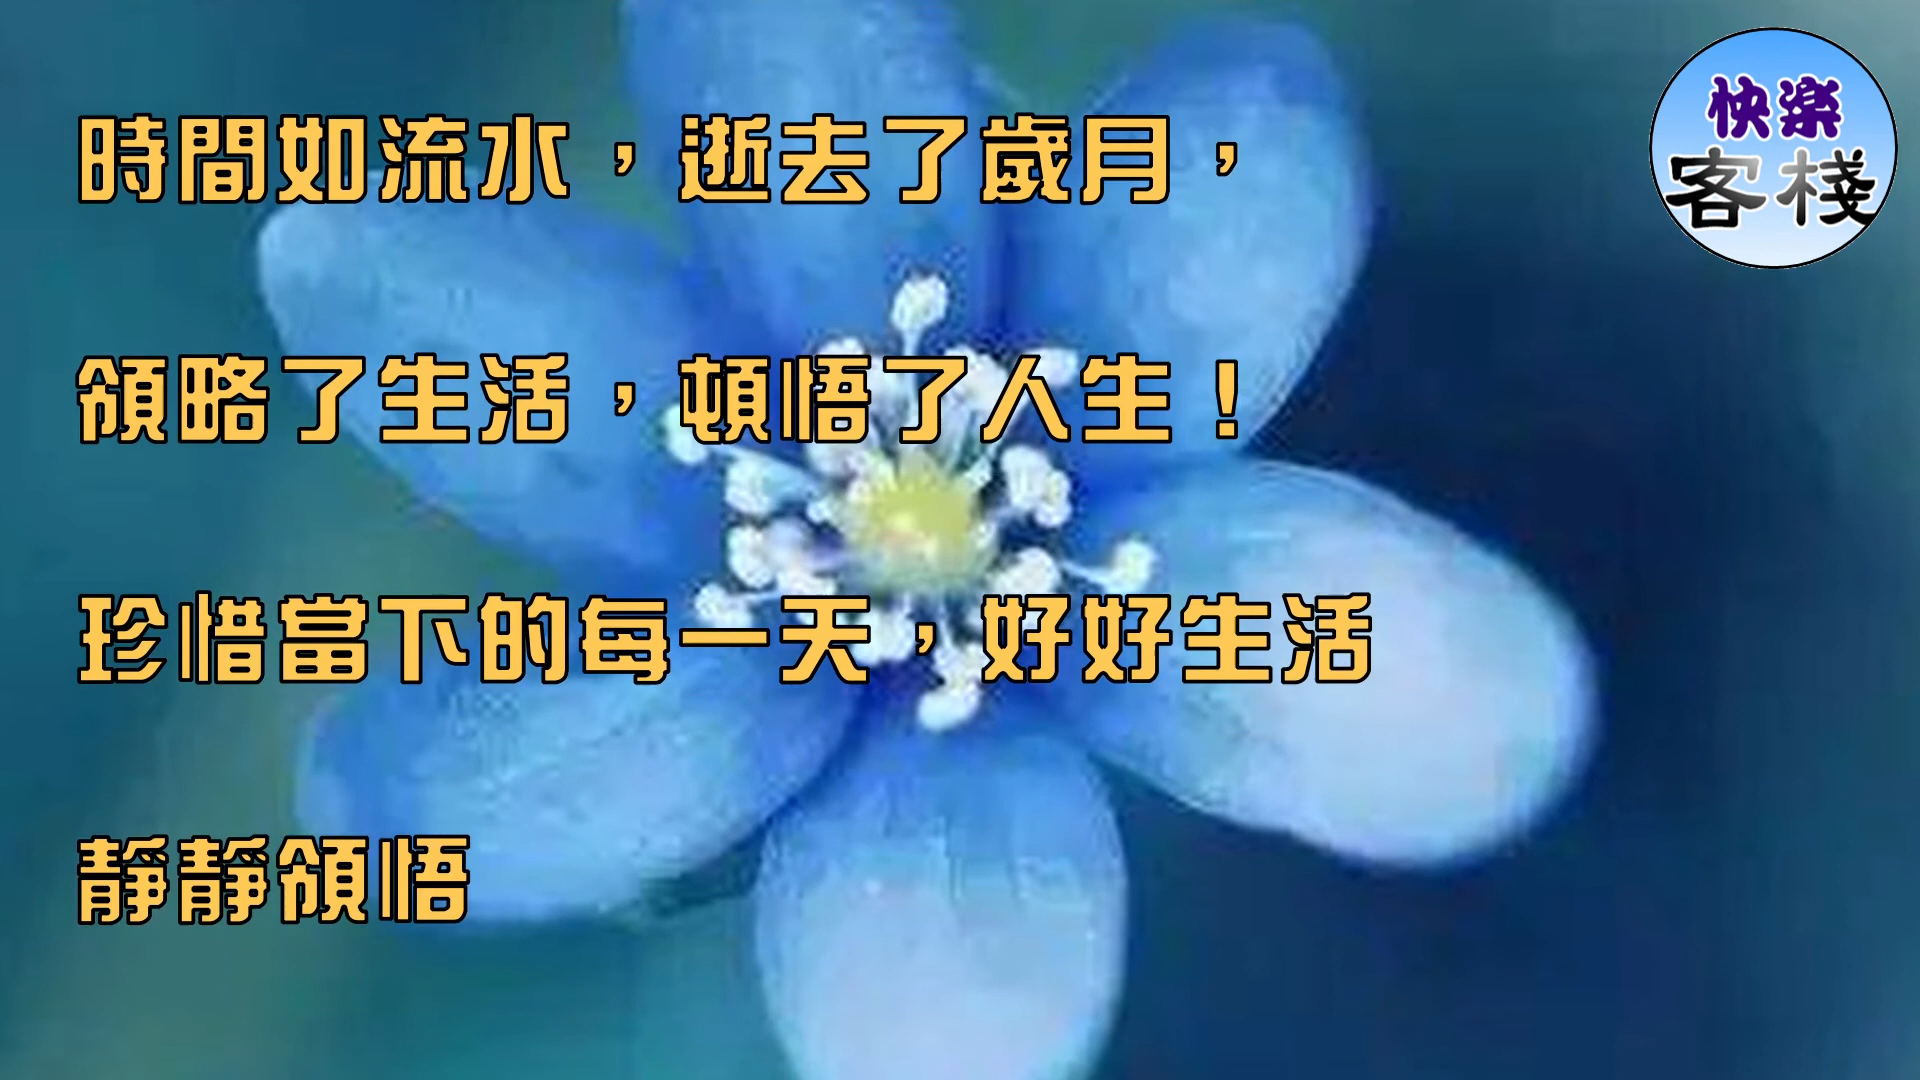 時間如流水，逝去了歲月，
領略了生活，頓悟了人生！
珍惜當下的每一天，好好生活
靜靜領悟
快樂
客棧